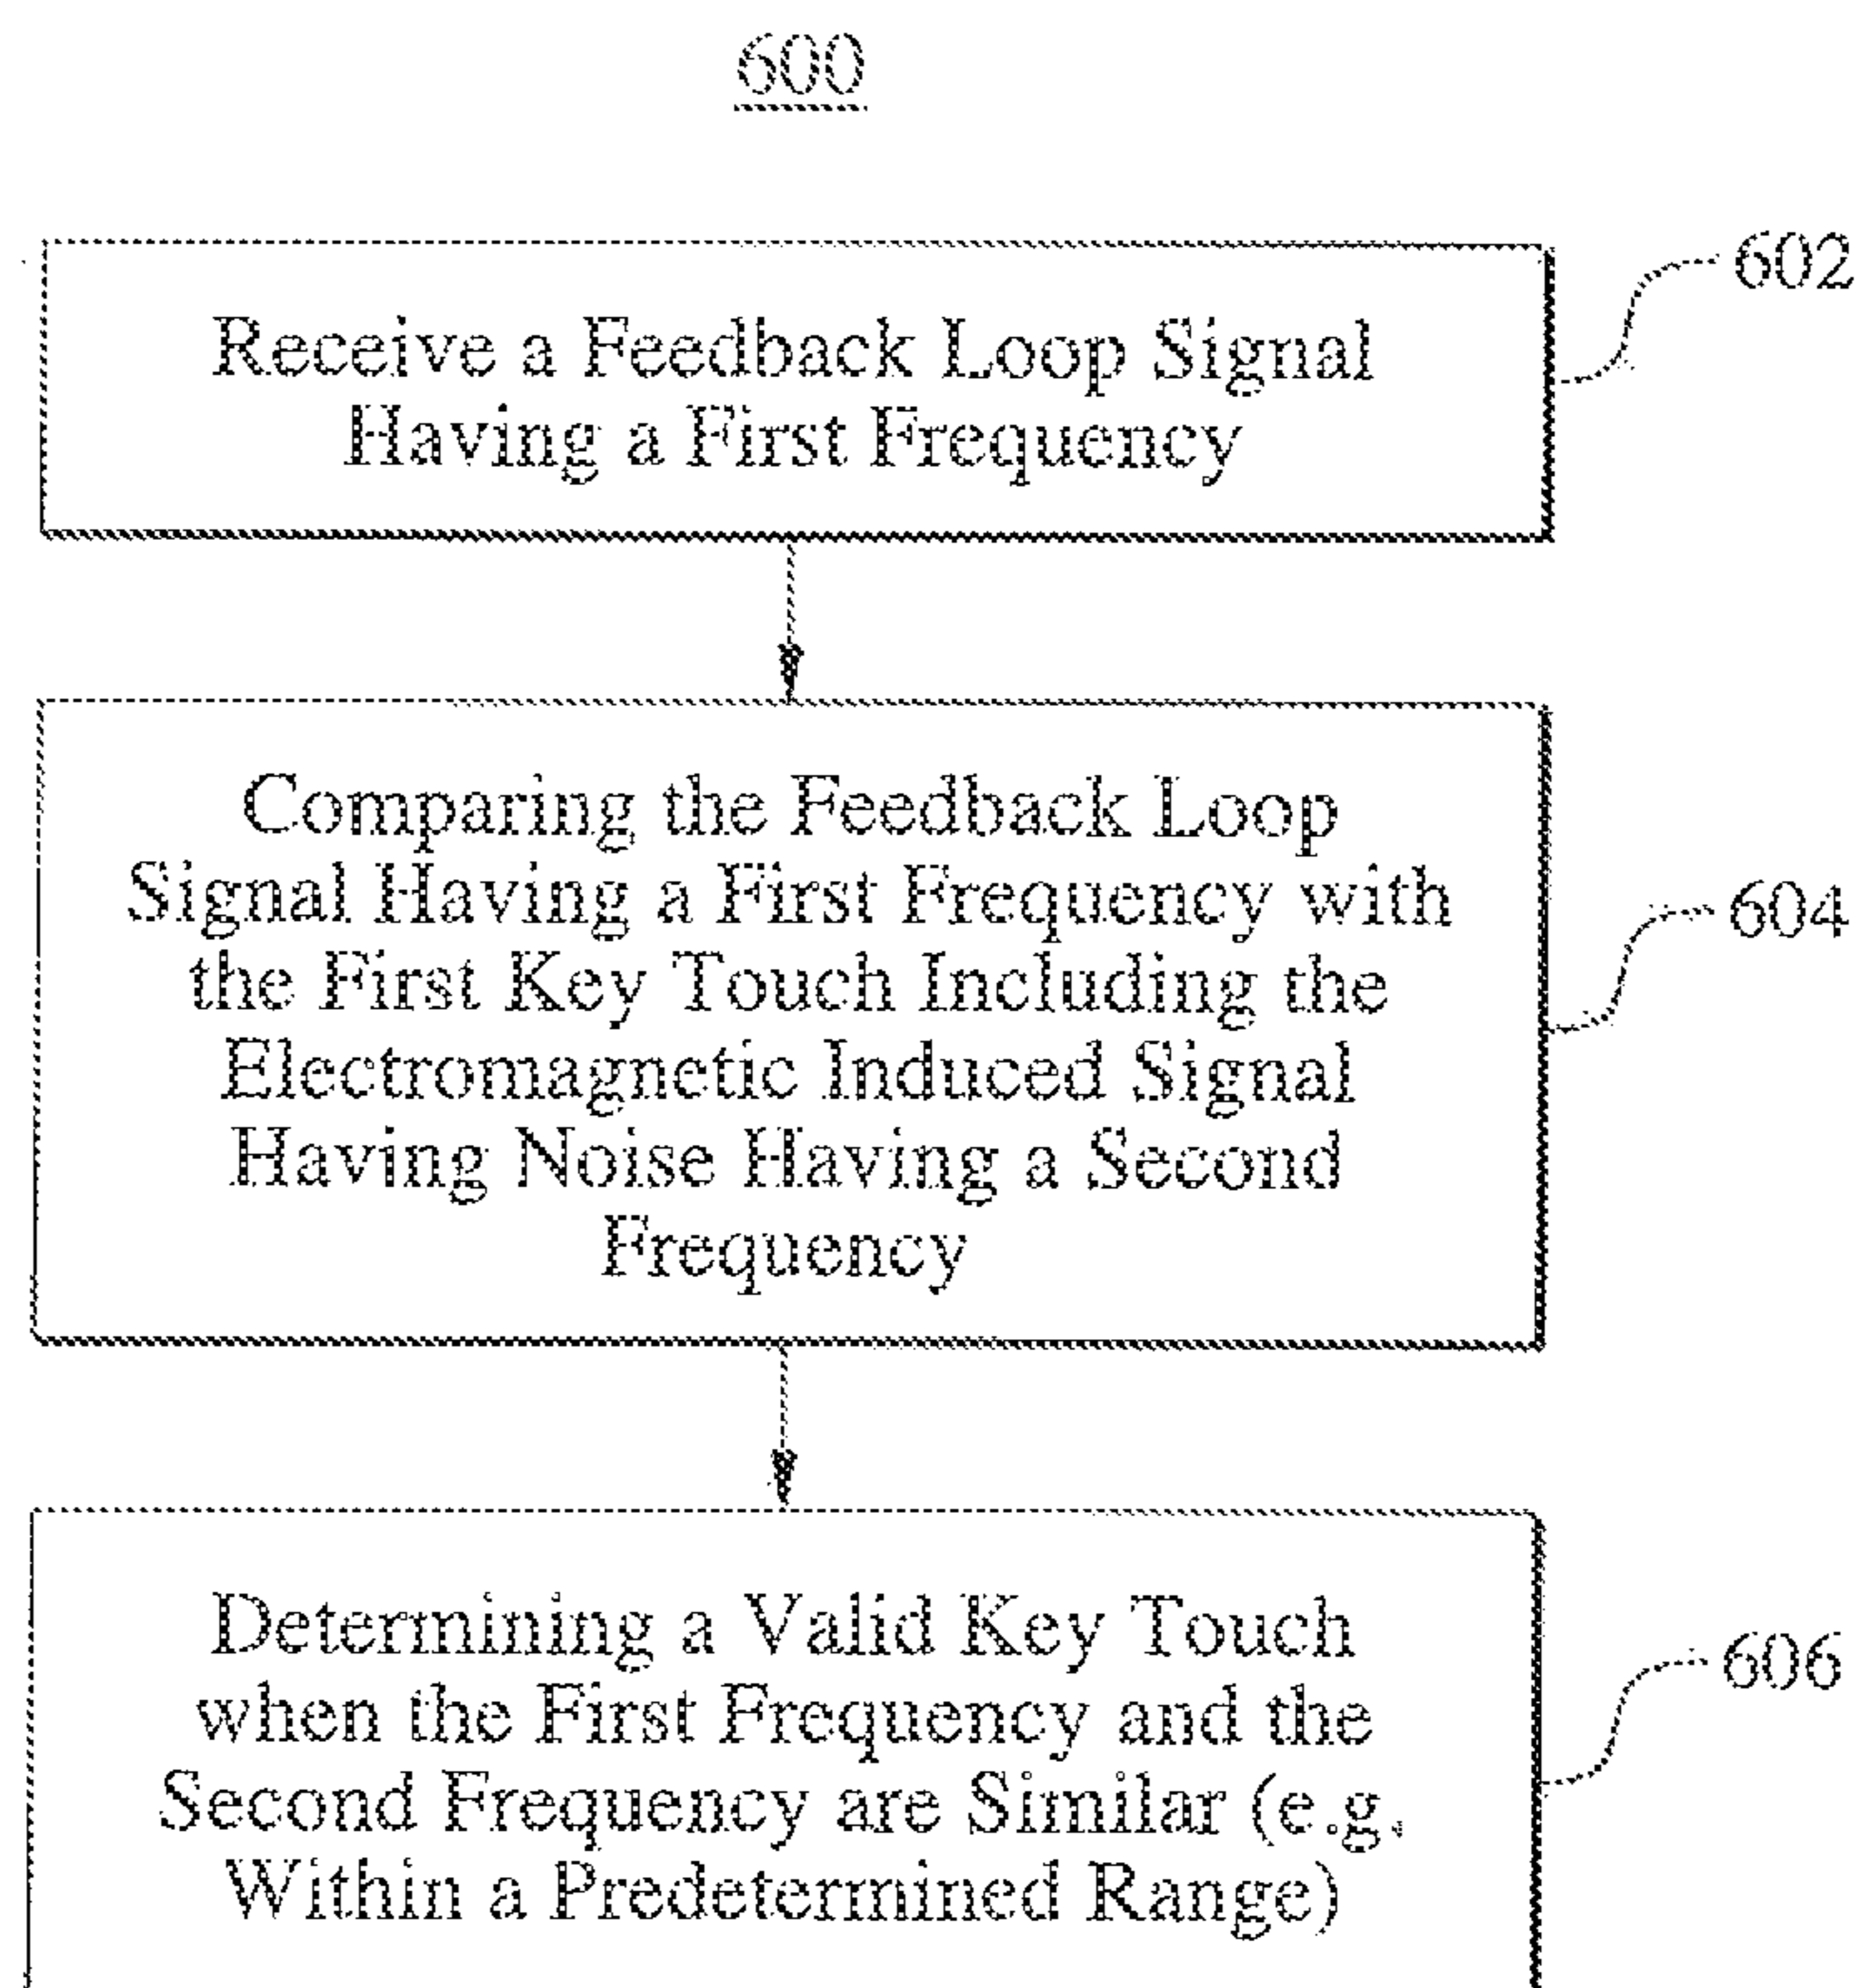 600
Receive a Feedback Loop Signal
Having a First Frequency
602
Comparing the Feedback Loop
Signal Having a First Frequency with
the First Key Touch Including the
Electromagnetic Induced Signal
Having Noise Having a Second
Frequency
604
Determining a Valid Key Touch
when the First Frequency and the
Second Frequency are Similar (e.g.
Within a Predetermined Range)
606